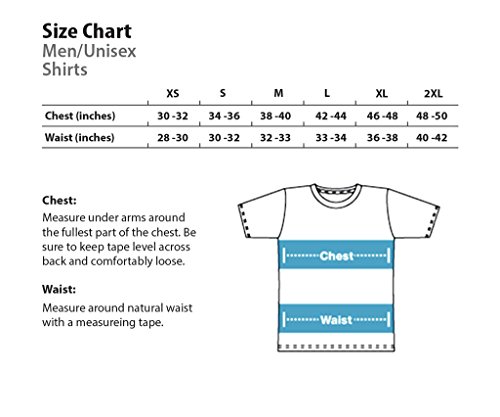 Size Chart
Men/Unisex
Shirts
XS S M L XL 2XL
Chest (inches) 30 -32 34 -36 38 -40 42 -44 46 -48 48 -50
Waist (inches) 28 -30 30 -32 32 -33 33 -34 36 -38 40 -42
Chest:
Measure under arms around
the fullest part of the chest. Be
sure to keep tape level across
back and comfortably loose.
Waist:
Measure around natural waist
with a measureing tape.
Chest
Waist